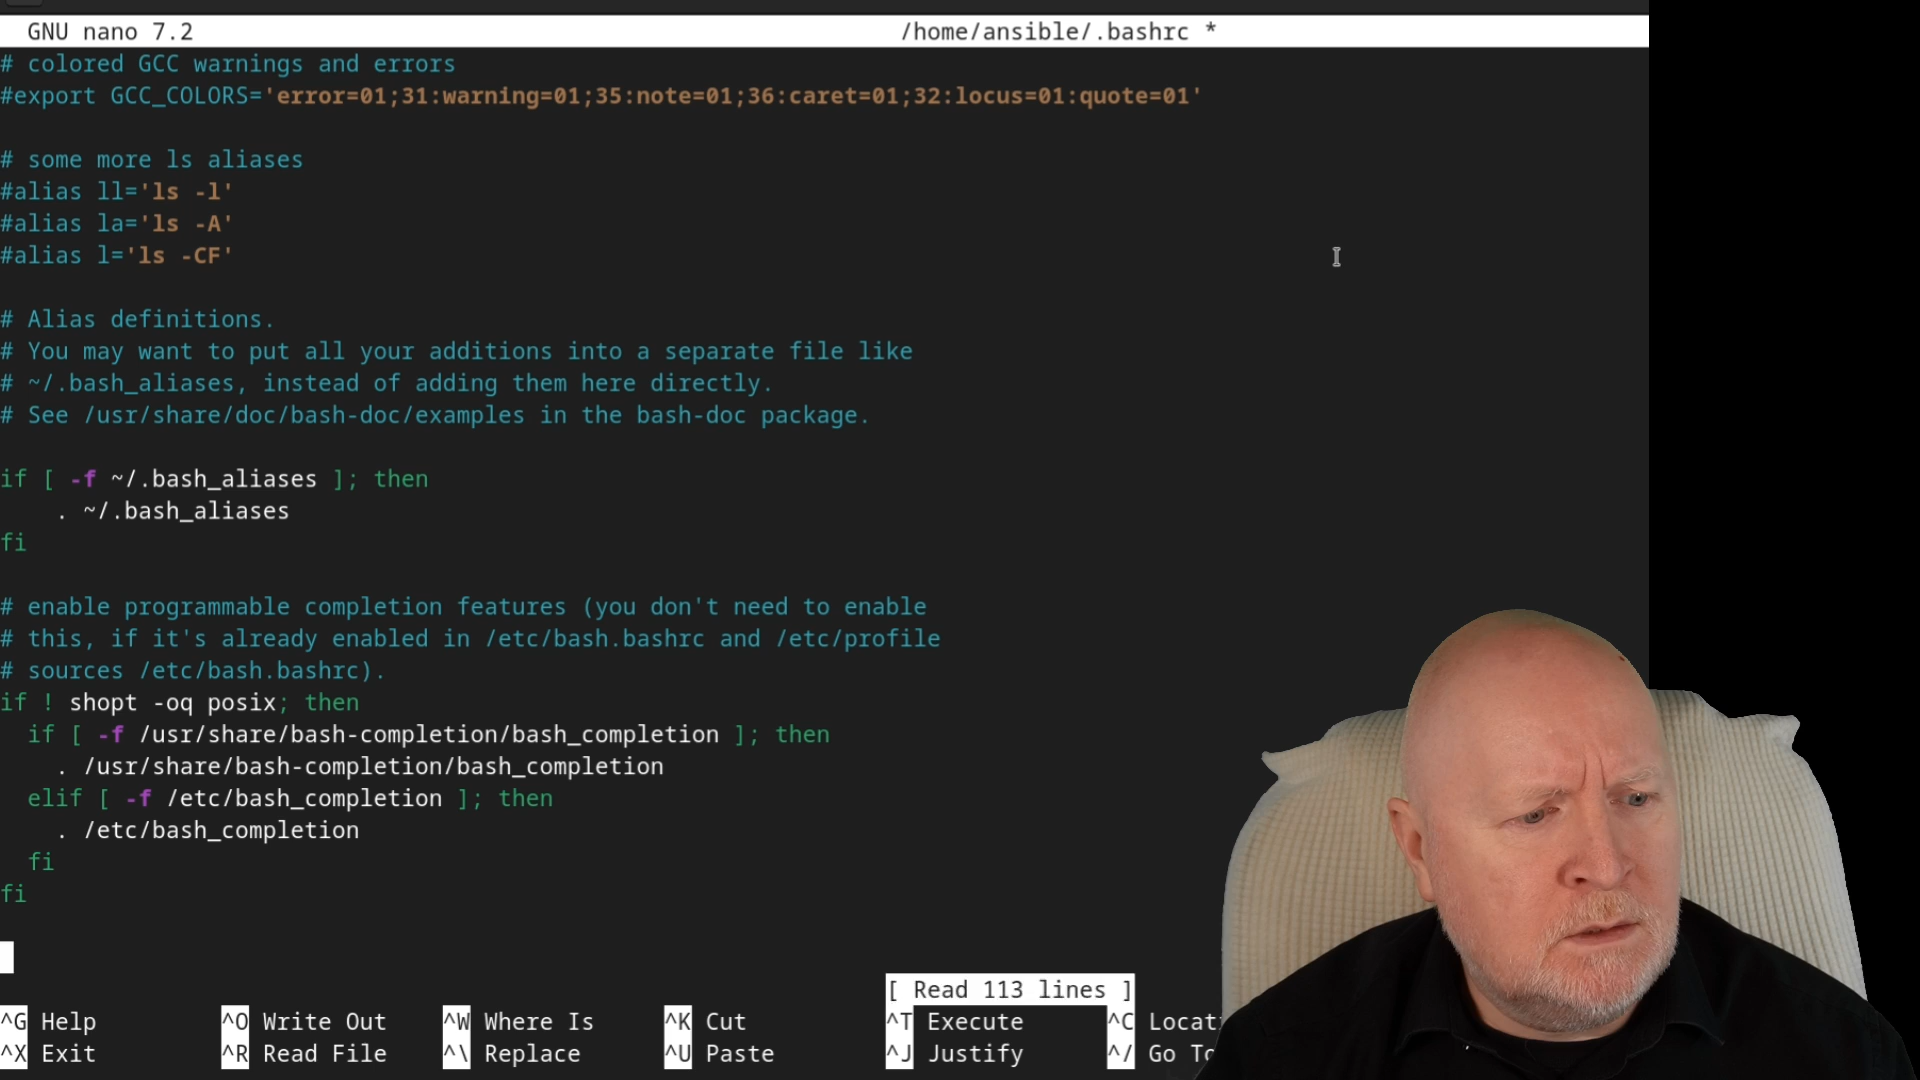 GNU nano 7.2 /home/ansible/.bashrc *
# colored GCC warnings and errors
#export GCC_COLORS='error=01;31:warning=01;35:note=01;36:caret=01;32:locus=01:quote=01'
# some more ls aliases
#alias ll='ls -l'
#alias la='ls -A'
#alias l='ls -CF'
# Alias definitions.
# You may want to put all your additions into a separate file like
# ~/.bash_aliases, instead of adding them here directly.
# See /usr/share/doc/bash-doc/examples in the bash-doc package.
if [ -f ~/.bash_aliases ]; then
    . ~/.bash_aliases
fi
# enable programmable completion features (you don't need to enable
# this, if it's already enabled in /etc/bash.bashrc and /etc/profile
# sources /etc/bash.bashrc).
if ! shopt -oq posix; then
  if [ -f /usr/share/bash-completion/bash_completion ]; then
    . /usr/share/bash-completion/bash_completion
  elif [ -f /etc/bash_completion ]; then
    . /etc/bash_completion
  fi
fi
[ Read 113 lines ]
^G Help ^O Write Out ^W Where Is ^K Cut ^T Execute ^C
^X Exit ^R Read File ^\ Replace ^U Paste ^J Justify ^/ Go